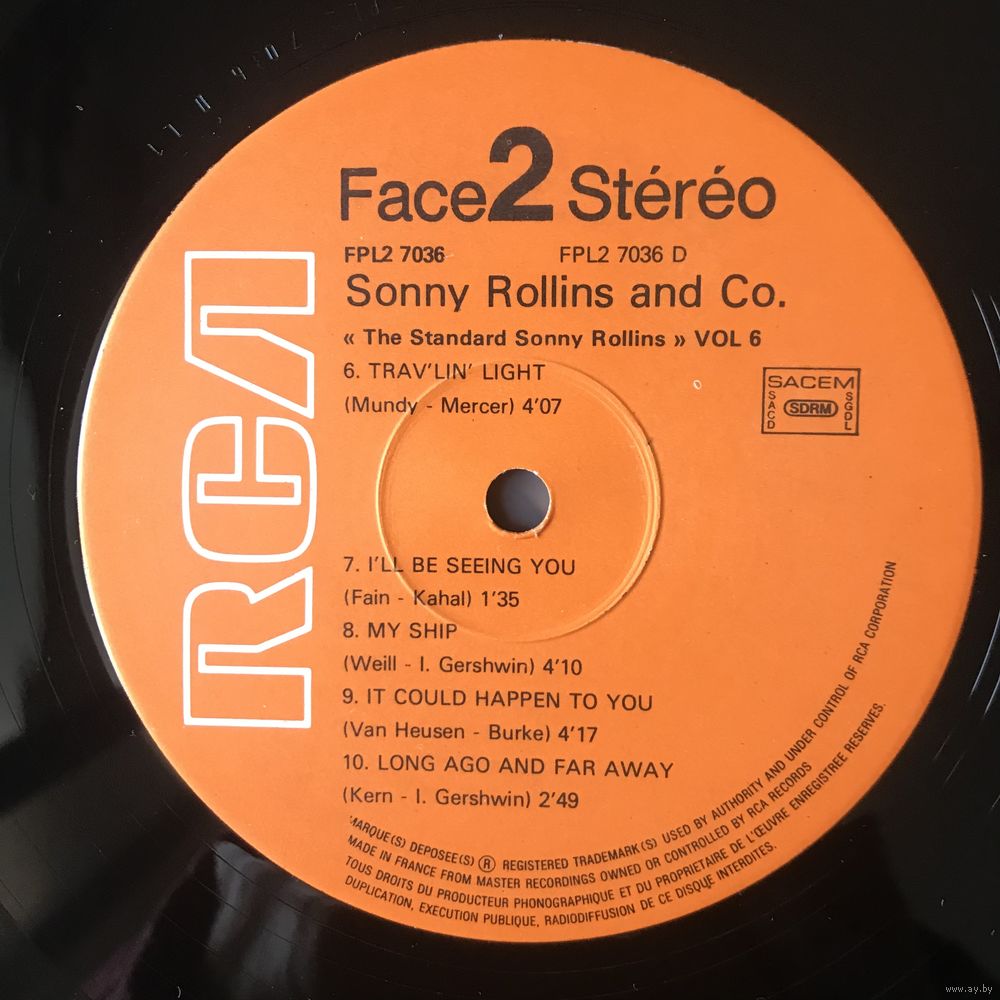 Face 2 Stéréo
FPL2 7036 FPL2 7036 D
Sonny Rollins and Co.
« The Standard Sonny Rollins » VOL 6
6. TRAV'LIN' LIGHT
(Mundy - Mercer) 4'07
SACEM
SACD
SDRM
SGDL
7. I'LL BE SEEING YOU
(Fain - Kahal) 1'35
8. MY SHIP
(Weill - I. Gershwin) 4'10
9. IT COULD HAPPEN TO YOU
(Van Heusen - Burke) 4'17
10. LONG AGO AND FAR AWAY
(Kern - I. Gershwin) 2'49
RCA
MARQUE(S) DEPOSEE(S) ® REGISTERED TRADEMARK(S) USED BY AUTHORITY AND UNDER CONTROL OF RCA CORPORATION
MADE IN FRANCE FROM MASTER RECORDINGS OWNED OR CONTROLLED BY RCA RECORDS
TOUS DROITS DU PRODUCTEUR PHONOGRAPHIQUE ET DU PROPRIETAIRE DE L'ŒUVRE ENREGISTREE RESERVES.
DUPLICATION, EXECUTION PUBLIQUE, RADIODIFFUSION DE CE DISQUE INTERDITES.
www.ay.by